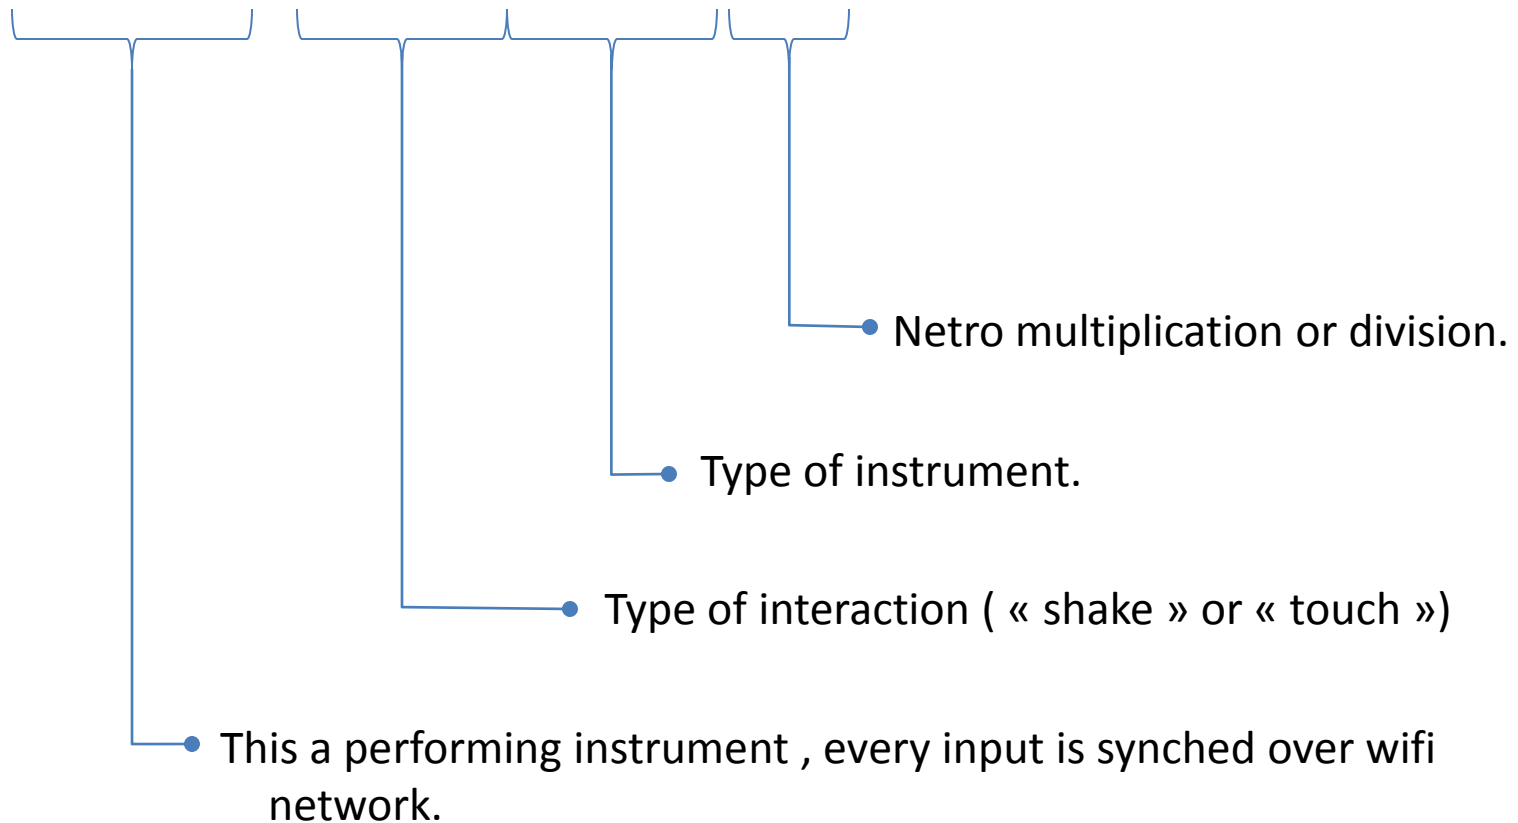 Netro multiplication or division.
Type of instrument.
Type of interaction ( « shake » or « touch »)
This a performing instrument , every input is synched over wifi
network.